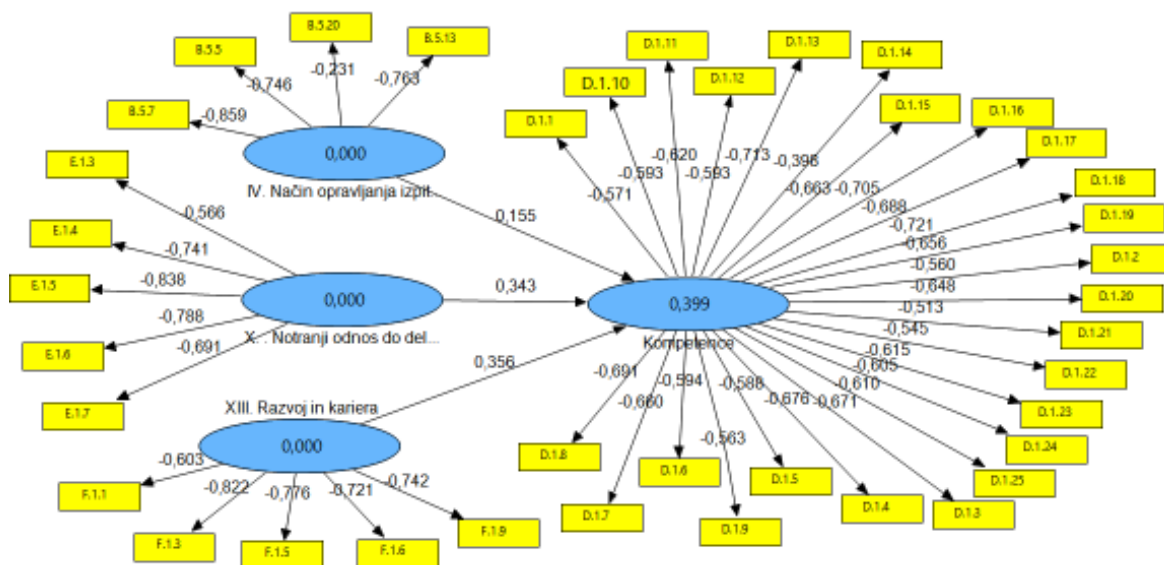 B.5.20
B.5.5
B.5.13
-0,746
-0,231
-0,763
B.5.7
-0,859
0,000
IV. Način opravljanja izpit...
E.1.3
-0,566
E.1.4
-0,741
E.1.5
-0,838
0,000
X. . Notranji odnos do del...
-0,788
E.1.6
-0,691
E.1.7
XIII. Razvoj in kariera
0,000
-0,603
F.1.1
-0,822
-0,776
-0,721
-0,742
F.1.3
F.1.5
F.1.6
F.1.9
0,155
0,343
0,356
0,399
Kompetence
D.1.1
D.1.10
D.1.11
D.1.12
D.1.13
D.1.14
D.1.15
D.1.16
D.1.17
D.1.18
D.1.19
D.1.2
D.1.20
D.1.21
D.1.22
D.1.23
D.1.24
D.1.25
D.1.3
D.1.4
D.1.5
D.1.9
D.1.6
D.1.7
D.1.8
-0,571
-0,593
-0,620
-0,593
-0,713
-0,398
-0,663
-0,705
-0,688
-0,721
-0,656
-0,560
-0,648
-0,513
-0,545
-0,615
-0,605
-0,610
-0,671
-0,676
-0,588
-0,563
-0,594
-0,660
-0,691